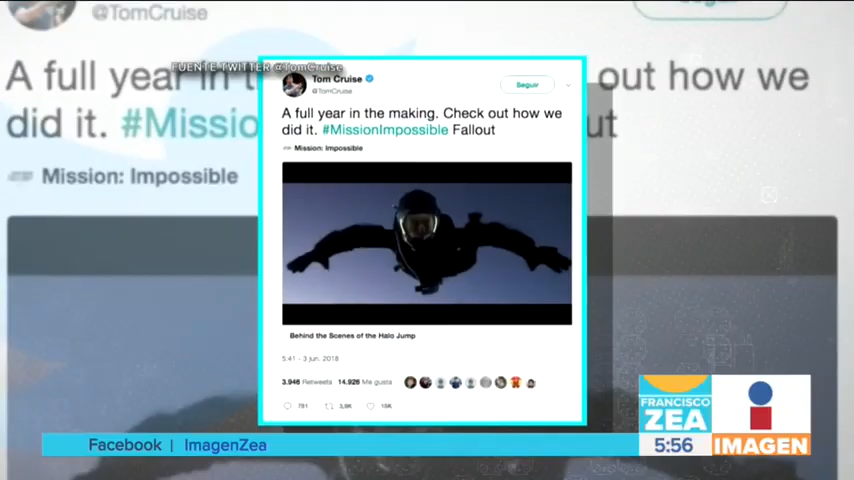 @TomCruise
Seguir
A full year in t
out how we
did it. #Missio
ut
Mission: Impossible
FUENTE TWITTER @TomCruise
Tom Cruise
@TomCruise
Seguir
A full year in the making. Check out how we
did it. #MissionImpossible Fallout
Mission: Impossible
Behind the Scenes of the Halo Jump
5:41 - 3 jun. 2018
3.946 Retweets 14.926 Me gusta
781 3,9K 15K
FRANCISCO
ZEA
5:56
IMAGEN
Facebook | ImagenZea